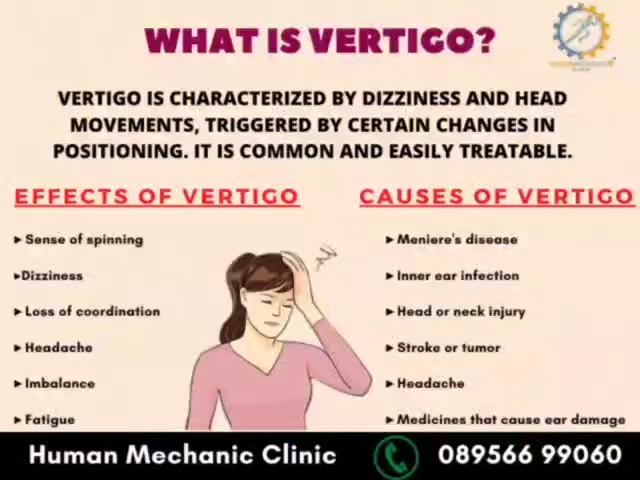 WHAT IS VERTIGO?
VERTIGO IS CHARACTERIZED BY DIZZINESS AND HEAD
MOVEMENTS, TRIGGERED BY CERTAIN CHANGES IN
POSITIONING. IT IS COMMON AND EASILY TREATABLE.
EFFECTS OF VERTIGO
▸ Sense of spinning
▸Dizziness
▸ Loss of coordination
▸ Headache
▸ Imbalance
▸ Fatigue
CAUSES OF VERTIGO
▸ Meniere's disease
▸ Inner ear infection
▸ Head or neck injury
▸ Stroke or tumor
▸ Headache
▸ Medicines that cause ear damage
Human Mechanic Clinic
089566 99060